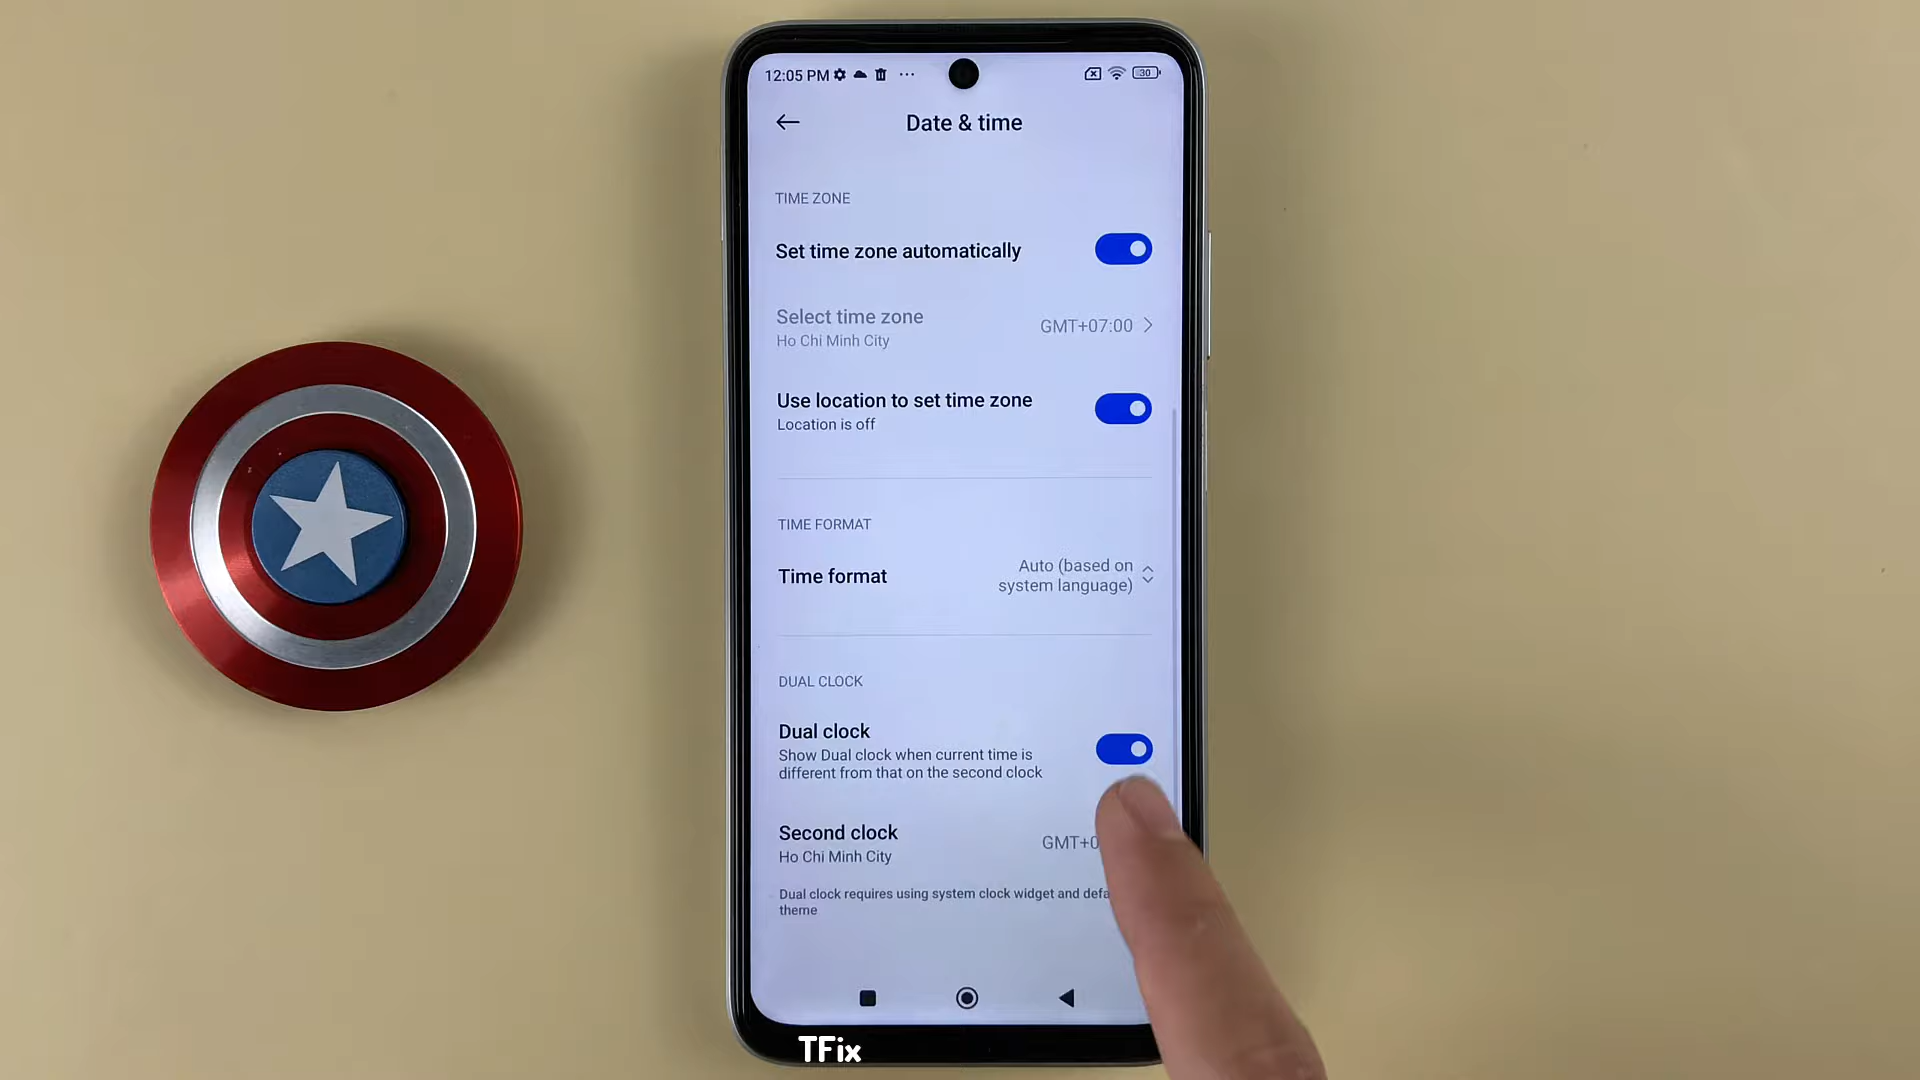 12:05 PM
30
Date & time
TIME ZONE
Set time zone automatically
Select time zone
GMT+07:00
Ho Chi Minh City
Use location to set time zone
Location is off
TIME FORMAT
Time format
Auto (based on
system language)
DUAL CLOCK
Dual clock
Show Dual clock when current time is
different from that on the second clock
Second clock
GMT+0
Ho Chi Minh City
Dual clock requires using system clock widget and defa
theme
TFix